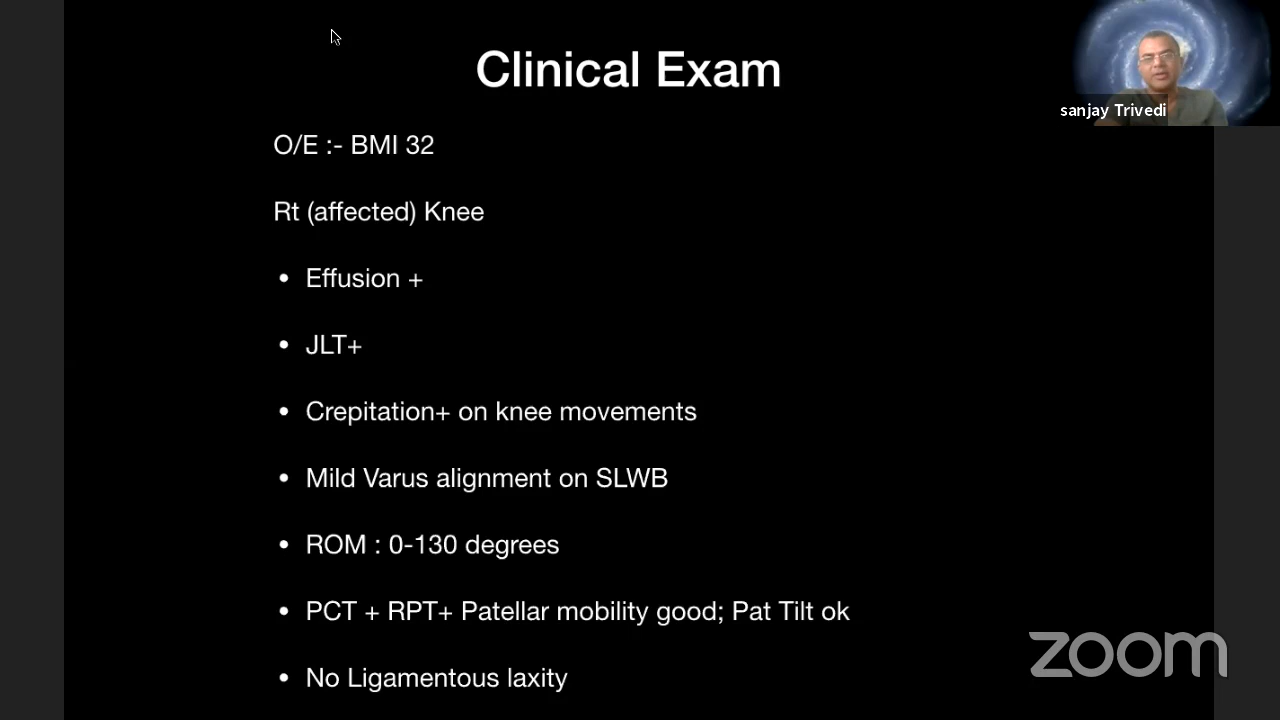 Clinical Exam
sanjay Trivedi
O/E :- BMI 32
Rt (affected) Knee
• Effusion +
• JLT+
• Crepitation+ on knee movements
• Mild Varus alignment on SLWB
• ROM : 0-130 degrees
• PCT + RPT+ Patellar mobility good; Pat Tilt ok
• No Ligamentous laxity
zoom